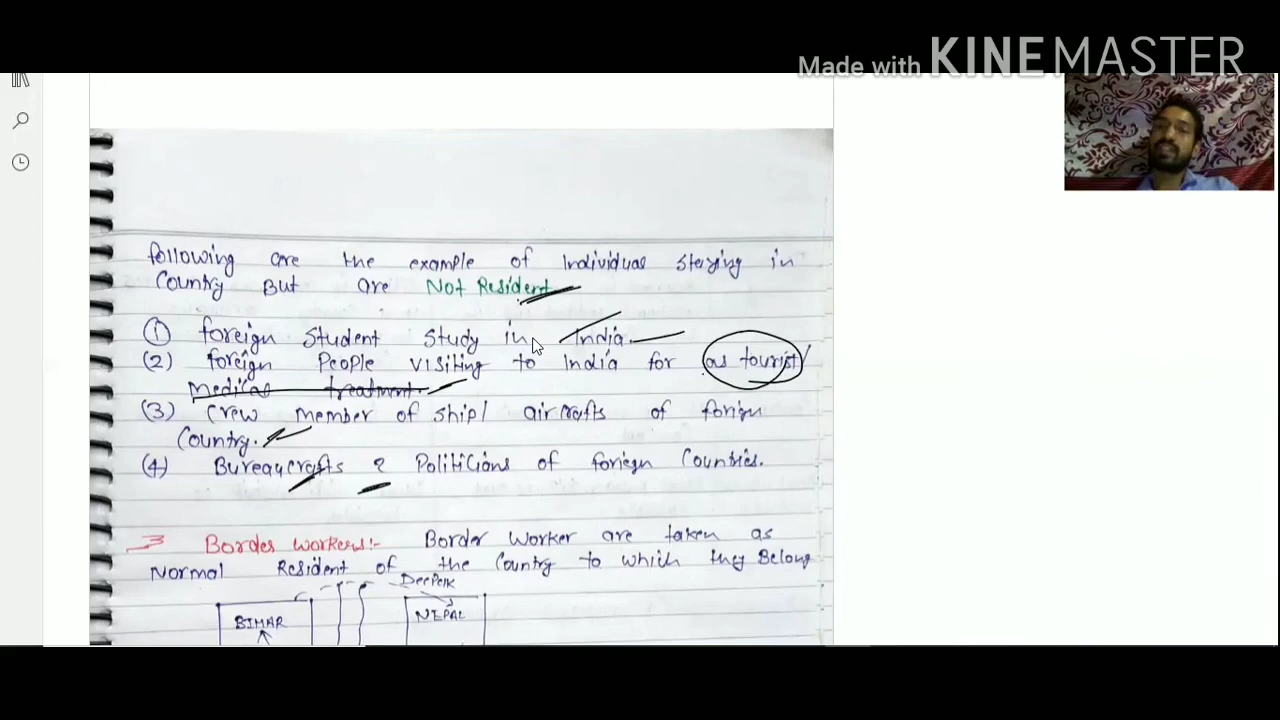 Made with KINEMASTER
following are the example of Individual staying in
Country But are Not Resident
(1) foreign student study in India.
(2) foreign People visiting to India for as tourist/
Medical treatment.
(3) Crew member of ship/ aircrafts of forign
Country.
(4) Bureaucrafts & Politicians of foriegn Countries.
3 Border workers:- Border worker are taken as
Normal Resident of the Country to which they Belong
DeePak
BIHAR NEPAL